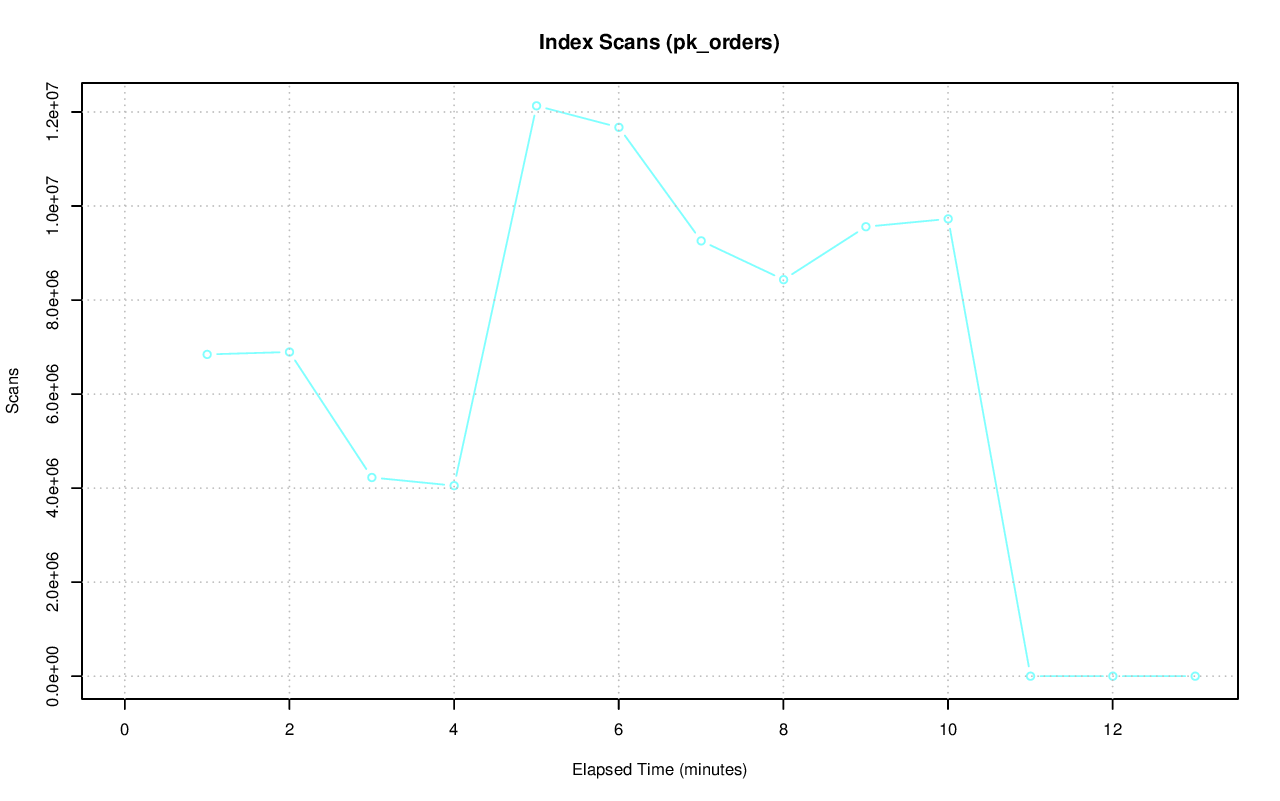 Index Scans (pk_orders)
1.2e+07
1.0e+07
8.0e+06
6.0e+06
4.0e+06
2.0e+06
0.0e+00
Scans
0 2 4 6 8 10 12
Elapsed Time (minutes)